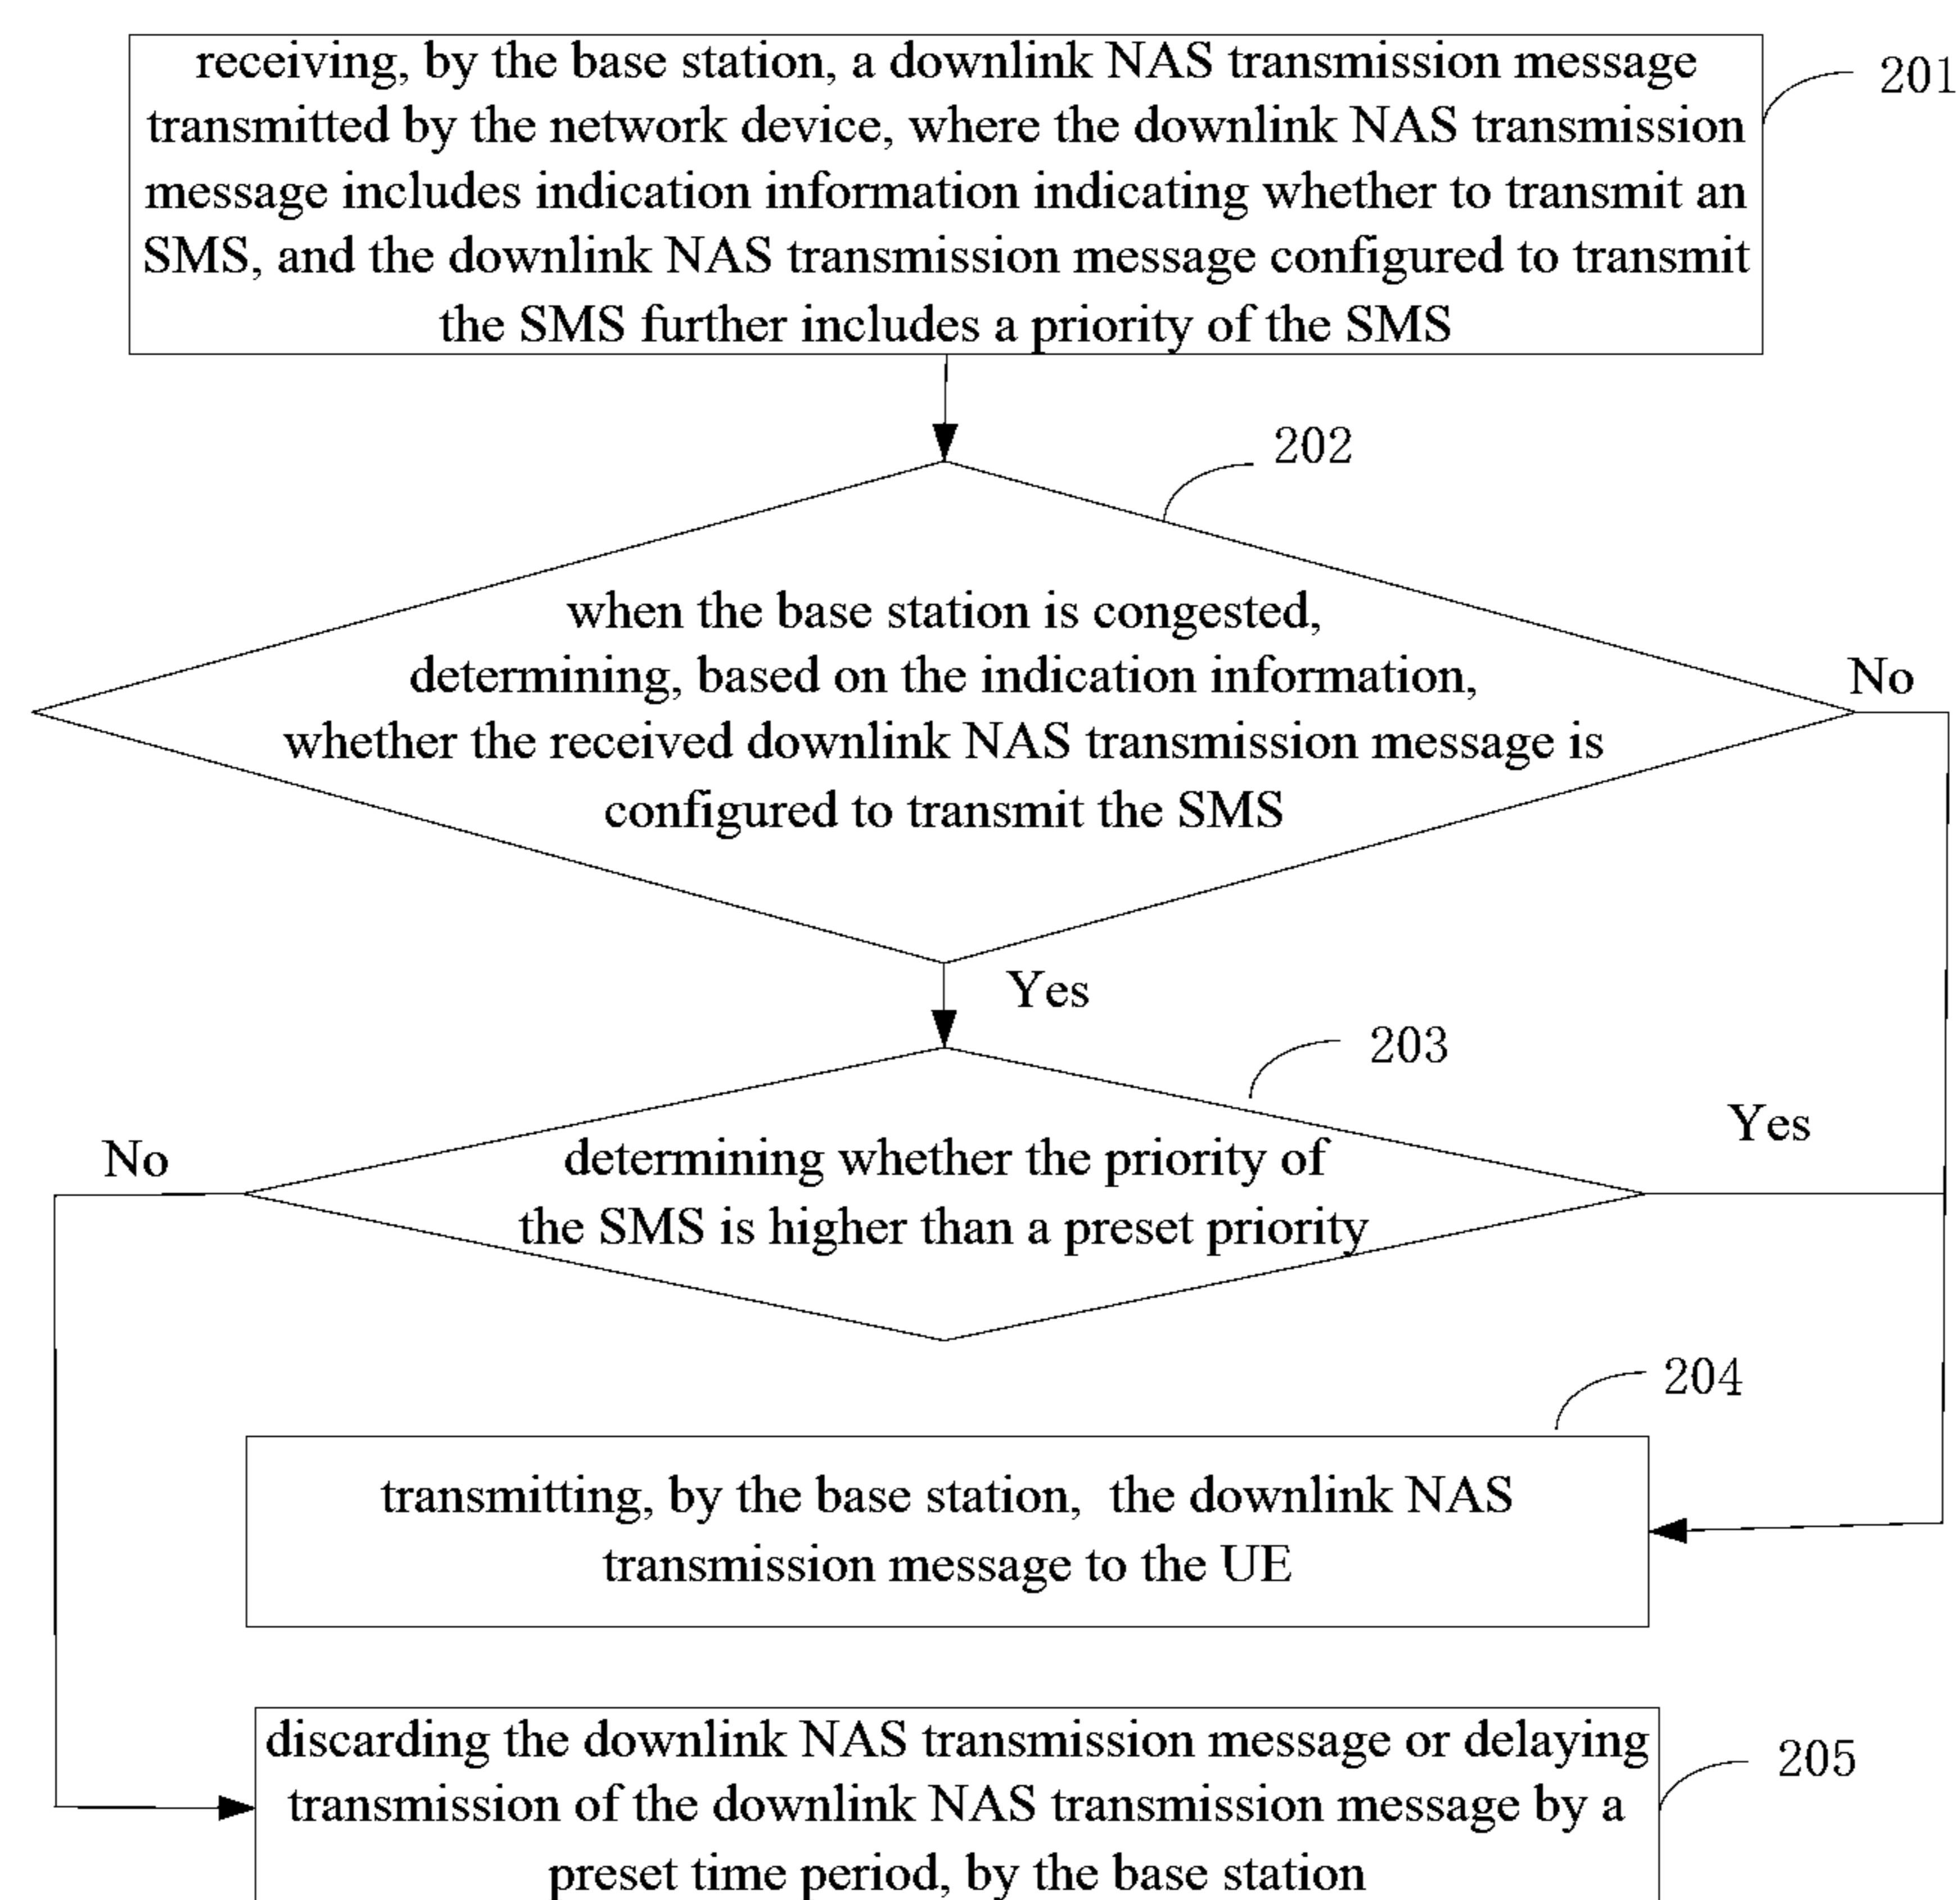 receiving, by the base station, a downlink NAS transmission message
transmitted by the network device, where the downlink NAS transmission
message includes indication information indicating whether to transmit an
SMS, and the downlink NAS transmission message configured to transmit
the SMS further includes a priority of the SMS
201
202
when the base station is congested,
determining, based on the indication information,
whether the received downlink NAS transmission message is
configured to transmit the SMS
No
Yes
203
determining whether the priority of
the SMS is higher than a preset priority
Yes
No
204
transmitting, by the base station, the downlink NAS
transmission message to the UE
discarding the downlink NAS transmission message or delaying
transmission of the downlink NAS transmission message by a
preset time period, by the base station
205